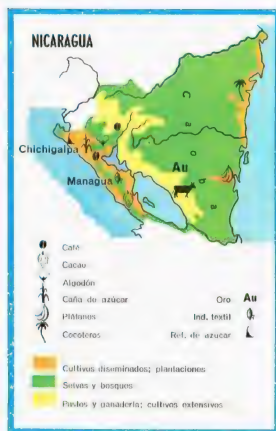 NICARAGUA
Chichigalpa
Managua
Au
Café
Cacao
Algodón
Caña de azúcar
Plátanos
Cocoteros
Oro Au
Ind. textil
Ref. de azúcar
Cultivos diseminados; plantaciones
Selvas y bosques
Pastos y ganadería; cultivos extensivos